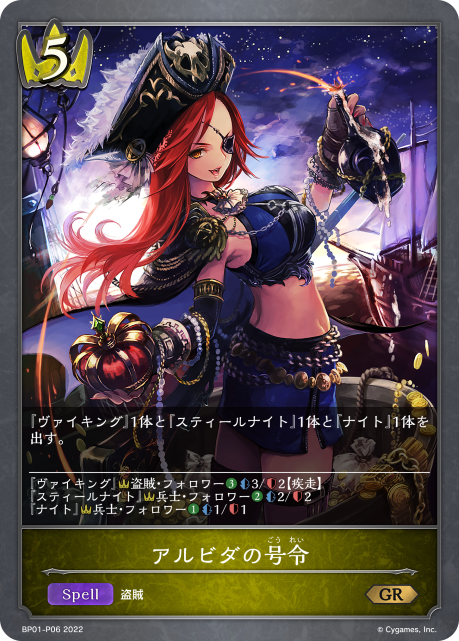 5
『ヴァイキング』1体と『スティールナイト』1体と『ナイト』1体を
出す。
『ヴァイキング』盗賊・フォロワー 3 3/2【疾走】
『スティールナイト』兵士・フォロワー 2 2/2
『ナイト』兵士・フォロワー 1 1/1
ごう れい
アルビダの号令
Spell 盗賊 GR
BP01-P06 2022 © Cygames, Inc.